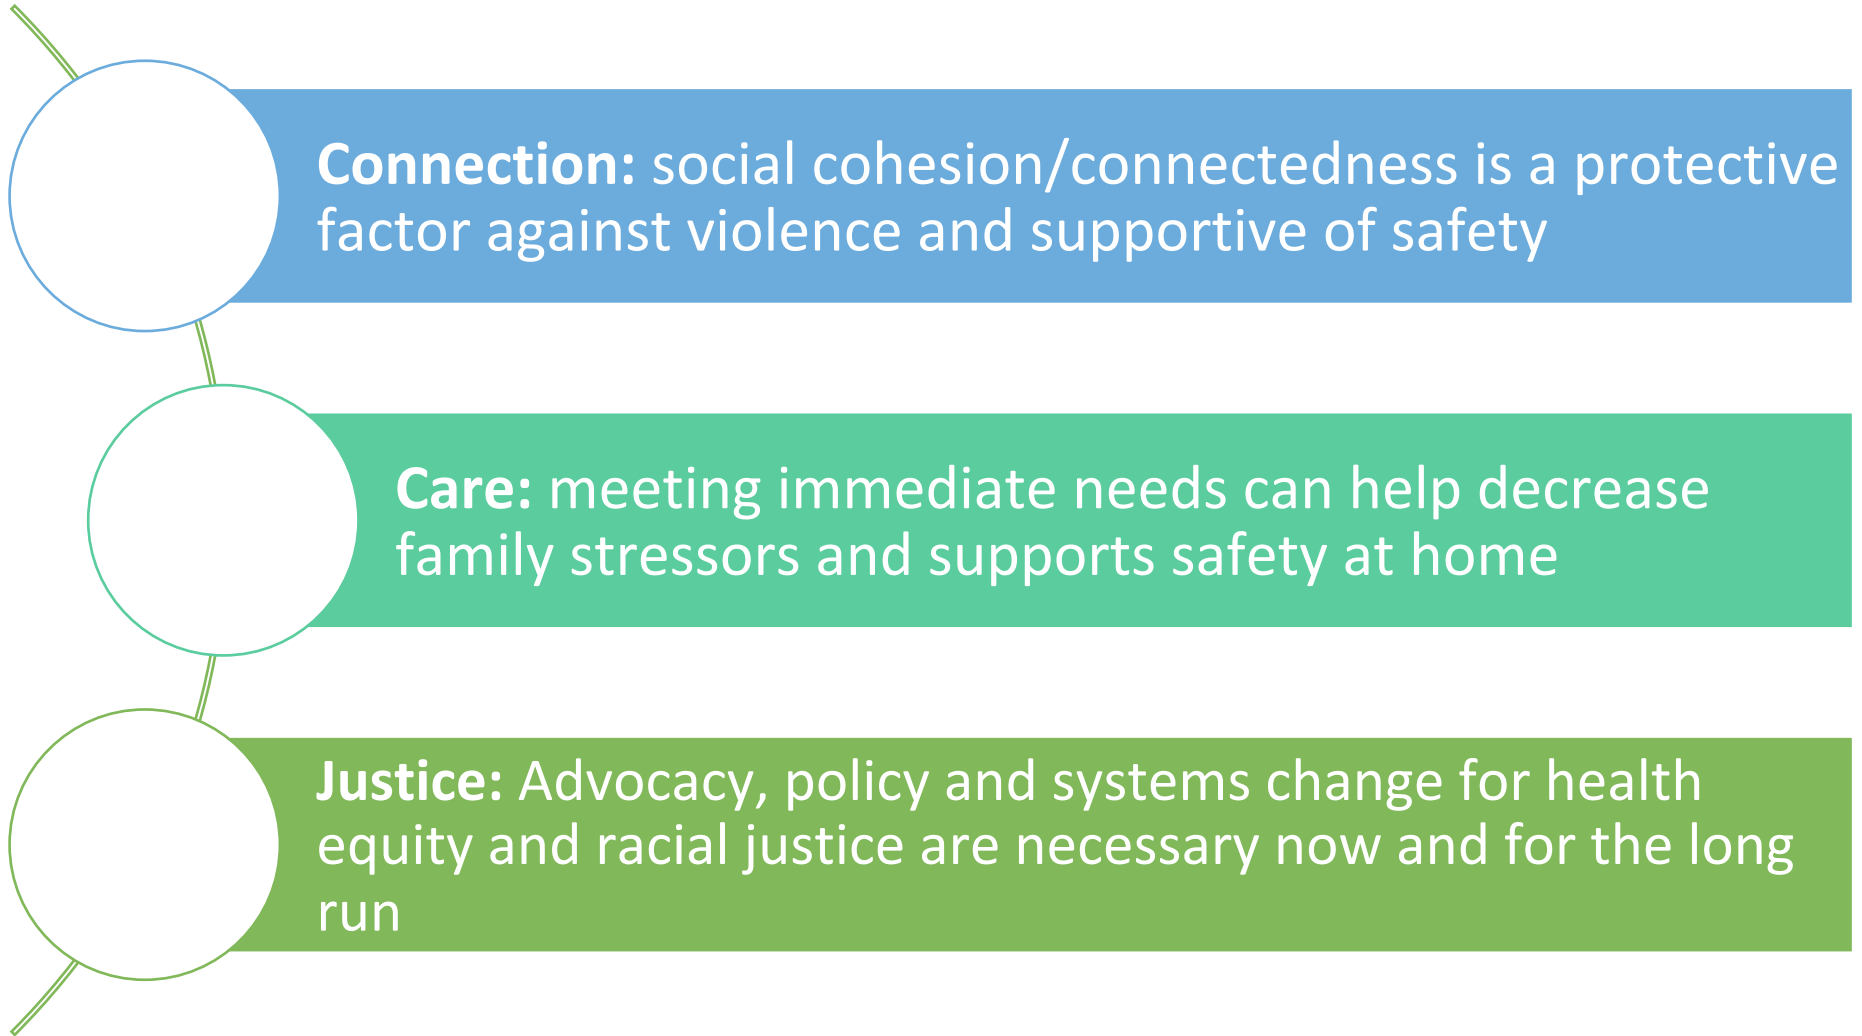 Connection: social cohesion/connectedness is a protective
factor against violence and supportive of safety
Care: meeting immediate needs can help decrease
family stressors and supports safety at home
Justice: Advocacy, policy and systems change for health
equity and racial justice are necessary now and for the long
run